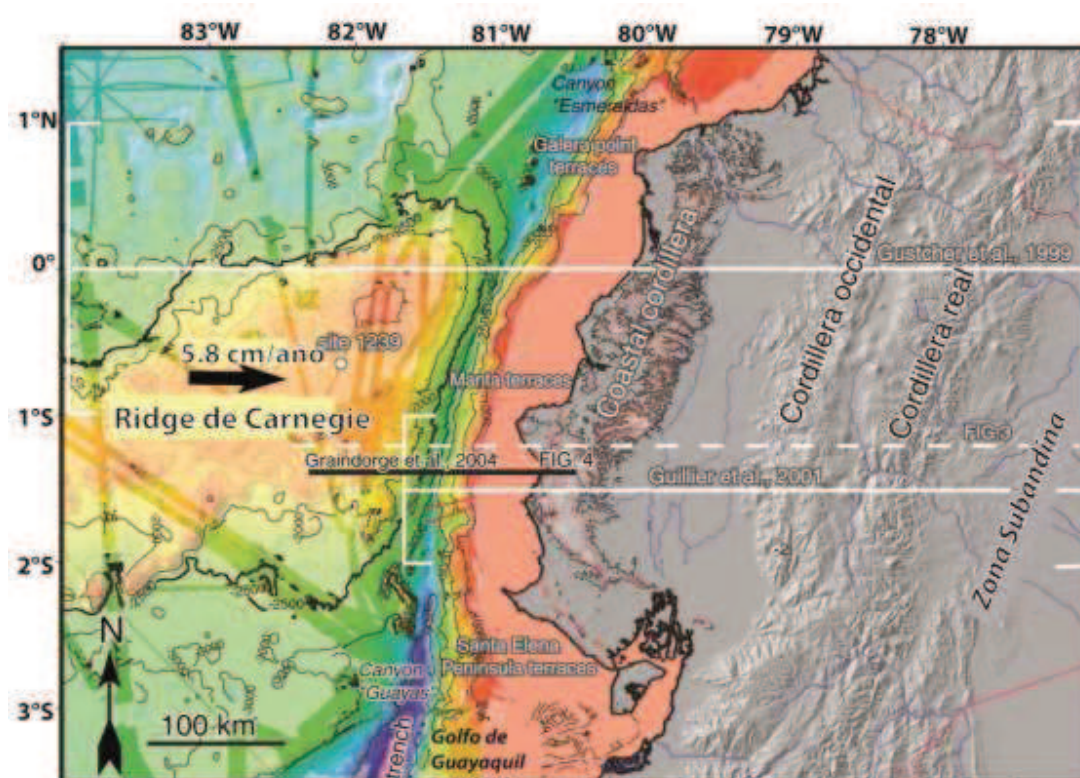 83°W 82°W 81°W 80°W 79°W 78°W
Canyon
"Esmeraldas"
1°N
Galera point
terraces
0°
Gustcher et al., 1999
Cordillera occidental
Cordillera real
Coastal cordillera
site 1239
5.8 cm/ano
Manta terraces
1°S
Ridge de Carnegie
FIG.3
Graindorge et al., 2004 FIG. 4
Guillier et al., 2001
Zona Subandina
2°S
-2500
N
Santa Elena
Peninsula terraces
Canyon
"Guayas"
3°S
100 km
trench
Golfo de
Guayaquil